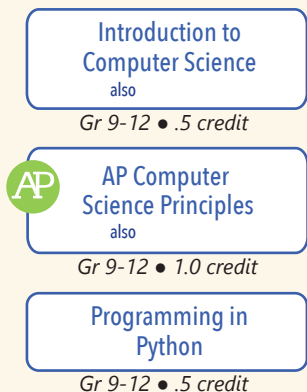 Introduction to
Computer Science
also
Gr 9-12 ● .5 credit
AP
AP Computer
Science Principles
also
Gr 9-12 ● 1.0 credit
Programming in
Python
Gr 9-12 ● .5 credit